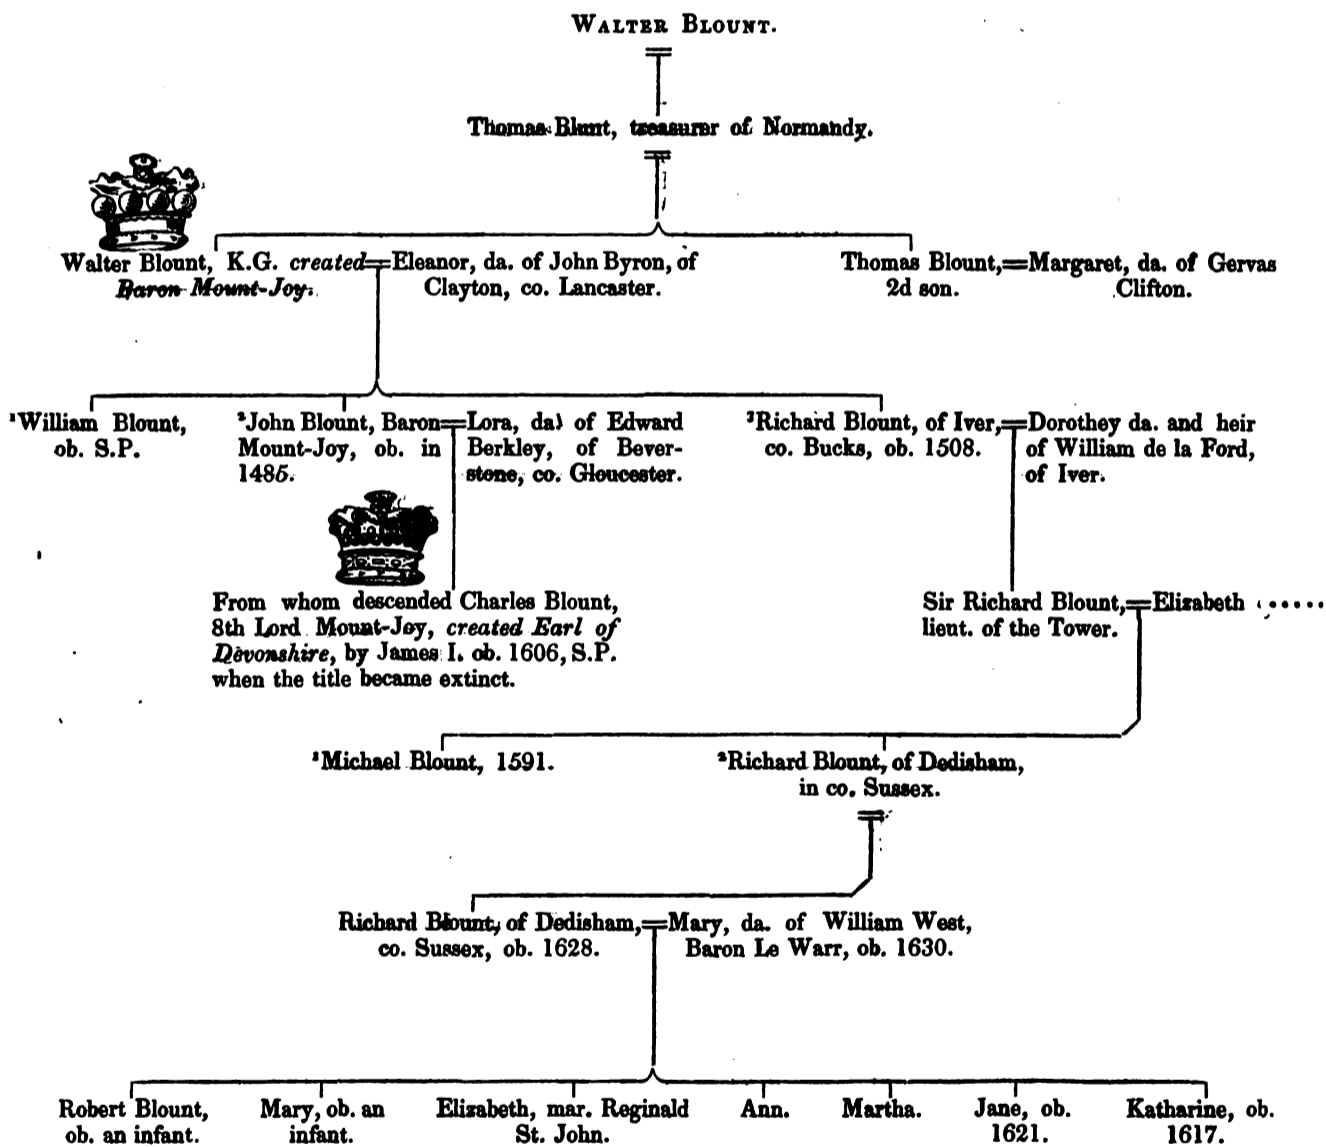 WALTER BLOUNT.
Thomas Blunt, treasurer of Normandy.
Walter Blount, K.G. created
Baron Mount-Joy.
Eleanor, da. of John Byron, of
Clayton, co. Lancaster.
Thomas Blount,
2d son.
Margaret, da. of Gervas
Clifton.
¹William Blount,
ob. S.P.
²John Blount, Baron
Mount-Joy, ob. in
1485.
Lora, da) of Edward
Berkley, of Bever-
stone, co. Gloucester.
³Richard Blount, of Iver,
co. Bucks, ob. 1508.
Dorothey da. and heir
of William de la Ford,
of Iver.
From whom descended Charles Blount,
8th Lord Mount-Joy, created Earl of
Devonshire, by James I. ob. 1606, S.P.
when the title became extinct.
Sir Richard Blount,
lieut. of the Tower.
Elizabeth .....
¹Michael Blount, 1591.
²Richard Blount, of Dedisham,
in co. Sussex.
Richard Blount, of Dedisham,
co. Sussex, ob. 1628.
Mary, da. of William West,
Baron Le Warr, ob. 1630.
Robert Blount,
ob. an infant.
Mary, ob. an
infant.
Elizabeth, mar. Reginald
St. John.
Ann.
Martha.
Jane, ob.
1621.
Katharine, ob.
1617.